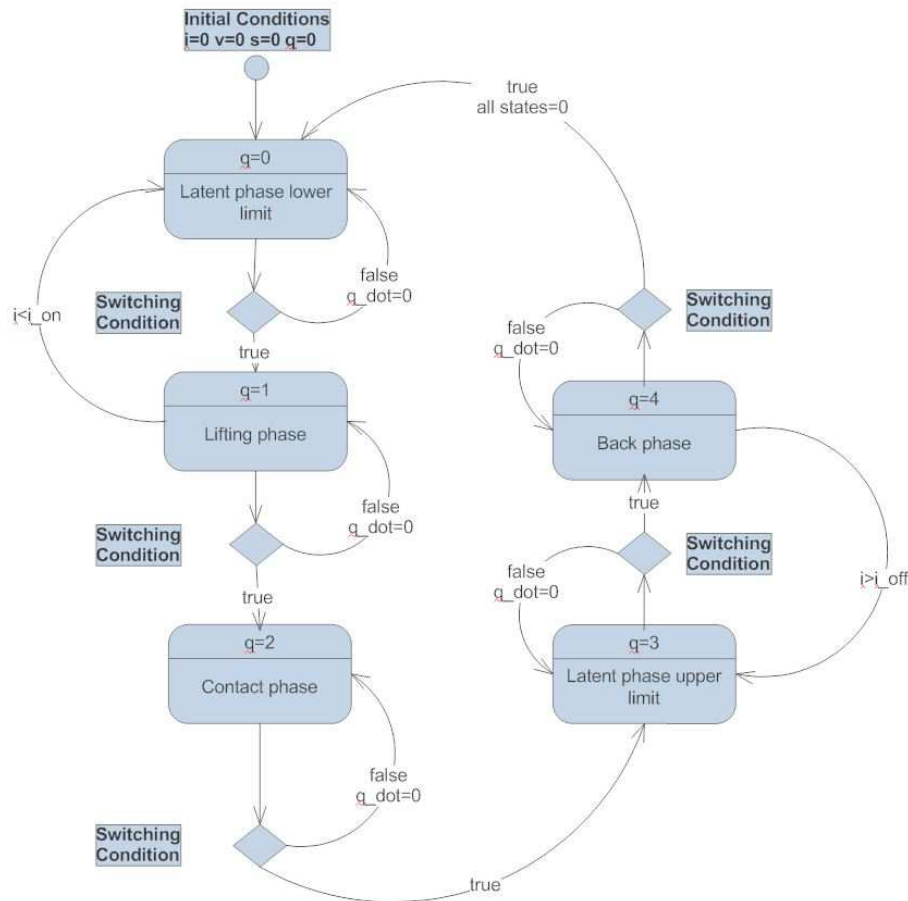 Initial Conditions
i=0 v=0 s=0 q=0
true
all states=0
q=0
Latent phase lower
limit
false
q_dot=0
Switching
Condition
i<i_on
true
q=1
Lifting phase
false
q_dot=0
Switching
Condition
true
q=2
Contact phase
false
q_dot=0
Switching
Condition
true
q=3
Latent phase upper
limit
false
q_dot=0
Switching
Condition
i>i_off
true
q=4
Back phase
false
q_dot=0
Switching
Condition